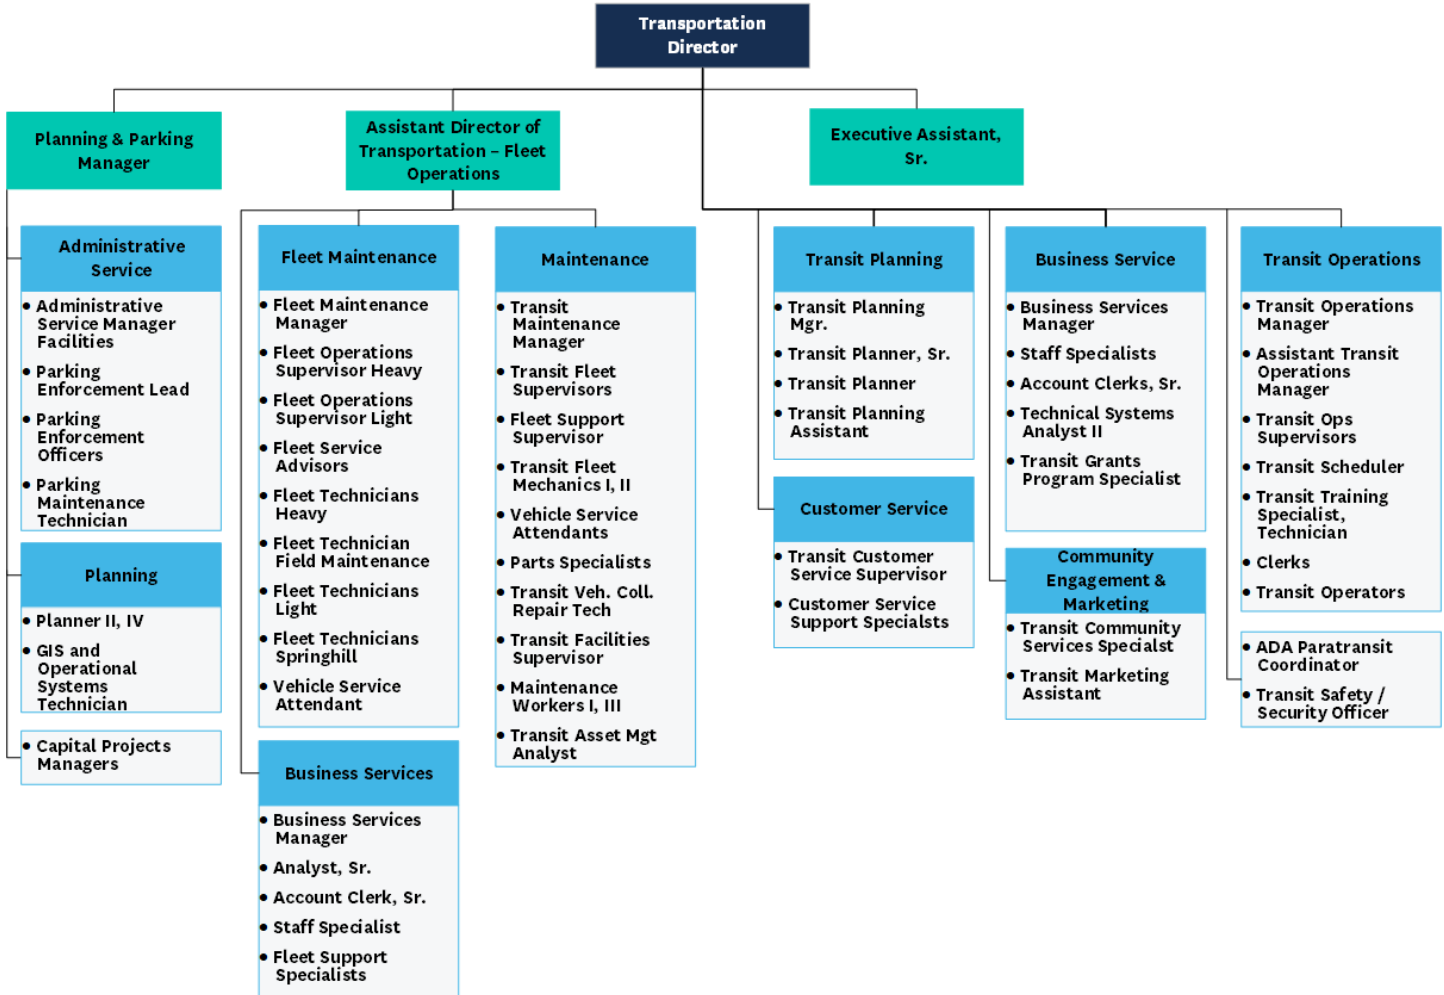 Transportation
Director
Planning & Parking
Manager
Assistant Director of
Transportation – Fleet
Operations
Executive Assistant,
Sr.
Administrative
Service
• Administrative
Service Manager
Facilities
• Parking
Enforcement Lead
• Parking
Enforcement
Officers
• Parking
Maintenance
Technician
Planning
• Planner II, IV
• GIS and
Operational
Systems
Technician
• Capital Projects
Managers
Fleet Maintenance
• Fleet Maintenance
Manager
• Fleet Operations
Supervisor Heavy
• Fleet Operations
Supervisor Light
• Fleet Service
Advisors
• Fleet Technicians
Heavy
• Fleet Technician
Field Maintenance
• Fleet Technicians
Light
• Fleet Technicians
Springhill
• Vehicle Service
Attendant
Business Services
• Business Services
Manager
• Analyst, Sr.
• Account Clerk, Sr.
• Staff Specialist
• Fleet Support
Specialists
Maintenance
• Transit
Maintenance
Manager
• Transit Fleet
Supervisors
• Fleet Support
Supervisor
• Transit Fleet
Mechanics I, II
• Vehicle Service
Attendants
• Parts Specialists
• Transit Veh. Coll.
Repair Tech
• Transit Facilities
Supervisor
• Maintenance
Workers I, III
• Transit Asset Mgt
Analyst
Transit Planning
• Transit Planning
Mgr.
• Transit Planner, Sr.
• Transit Planner
• Transit Planning
Assistant
Customer Service
• Transit Customer
Service Supervisor
• Customer Service
Support Specialsts
Business Service
• Business Services
Manager
• Staff Specialists
• Account Clerks, Sr.
• Technical Systems
Analyst II
• Transit Grants
Program Specialist
Community
Engagement &
Marketing
• Transit Community
Services Specialst
• Transit Marketing
Assistant
Transit Operations
• Transit Operations
Manager
• Assistant Transit
Operations
Manager
• Transit Ops
Supervisors
• Transit Scheduler
• Transit Training
Specialist,
Technician
• Clerks
• Transit Operators
• ADA Paratransit
Coordinator
• Transit Safety /
Security Officer